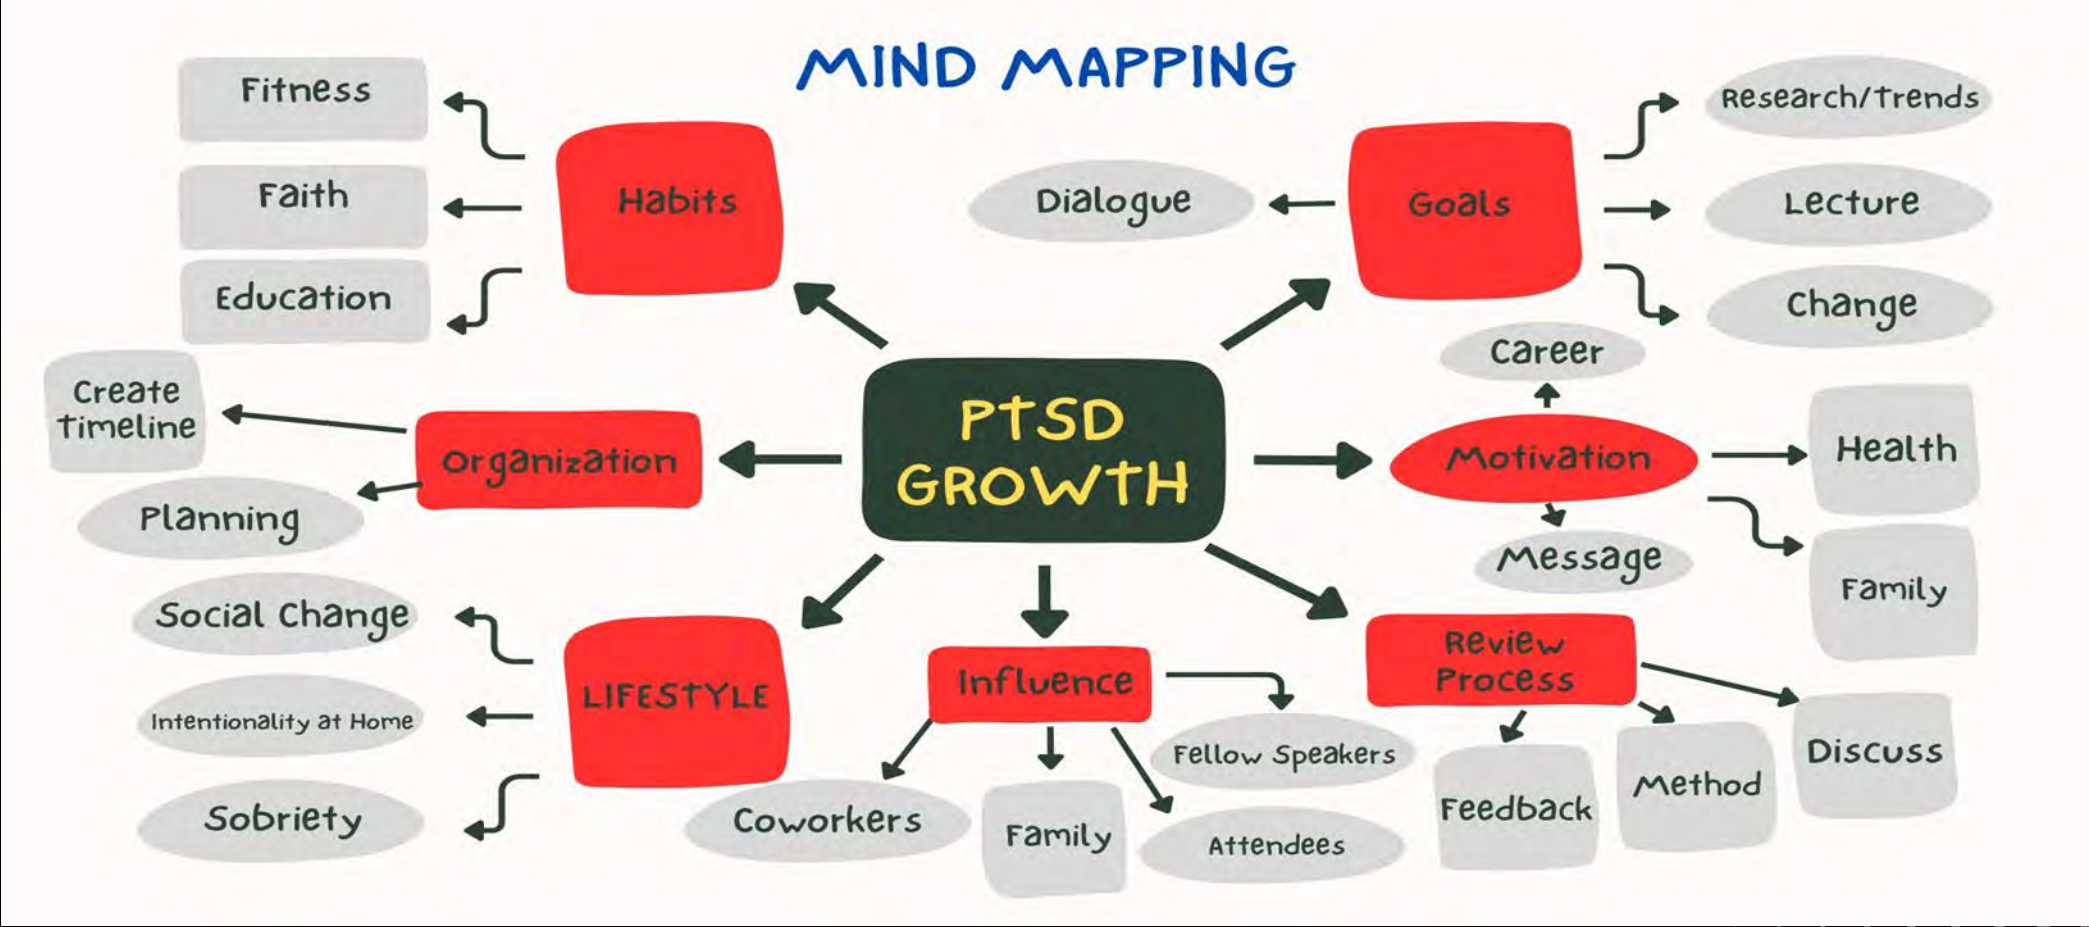 MIND MAPPING
Fitness
Faith
Education
Habits
Dialogue
Goals
Research/Trends
Lecture
Change
Create
Timeline
Planning
Organization
PTSD
GROWTH
Career
Motivation
Health
Message
Family
Social Change
Intentionality at Home
Sobriety
LIFESTYLE
Influence
Coworkers
Family
Attendees
Fellow Speakers
Review
Process
Feedback
Method
Discuss